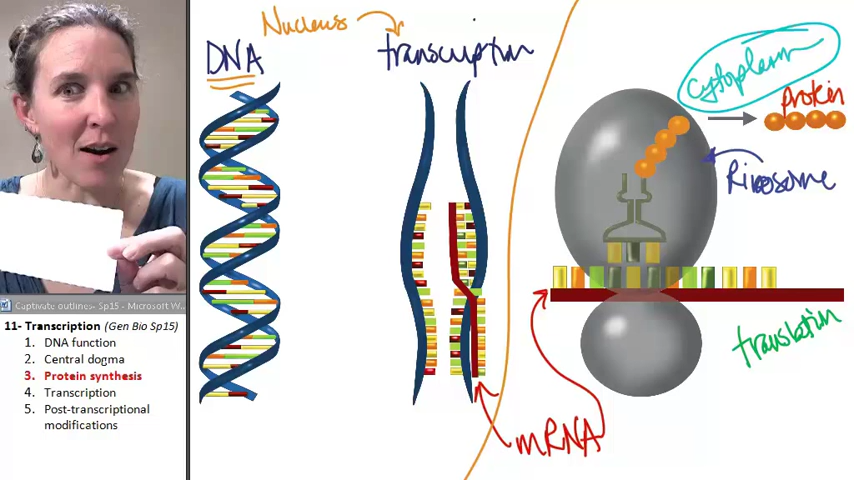 Nucleus
DNA
transcription
cytoplasm
protein
Ribosome
translation
mRNA
Captivate outlines- Sp15 - Microsoft W...
11- Transcription (Gen Bio Sp15)
1. DNA function
2. Central dogma
3. Protein synthesis
4. Transcription
5. Post-transcriptional
modifications